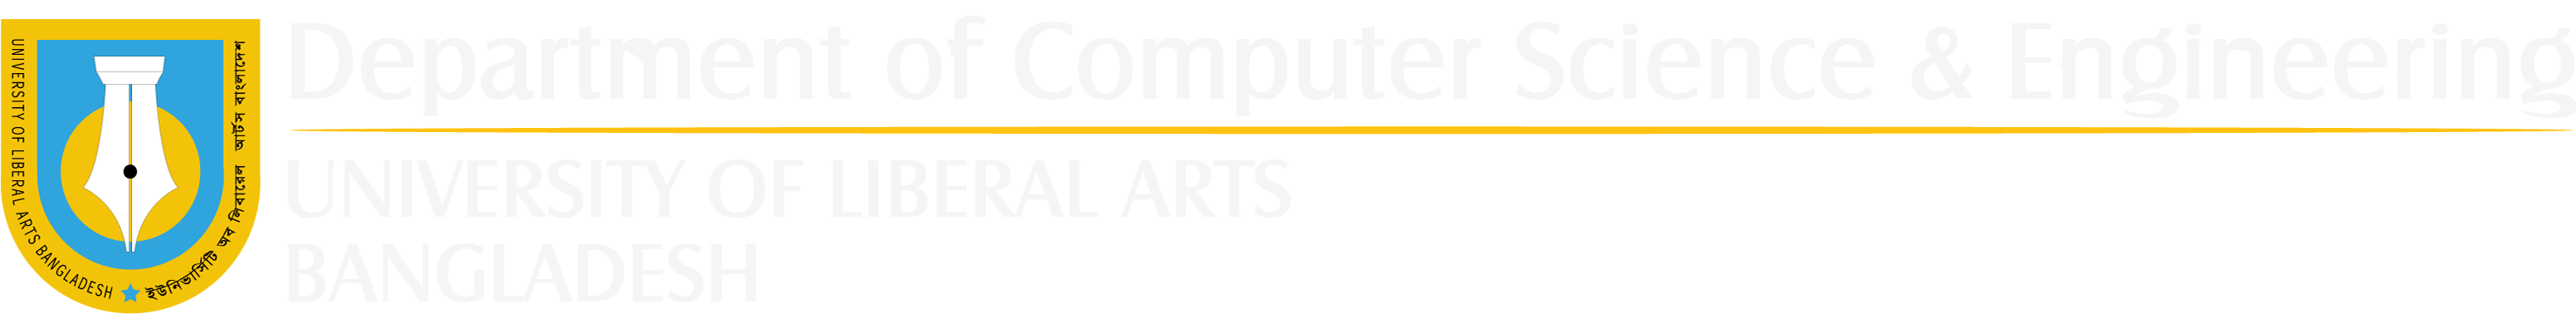 UNIVERSITY OF LIBERAL ARTS BANGLADESH
ইউনিভার্সিটি অব লিবারেল আর্টস বাংলাদেশ
Department of Computer Science & Engineering
UNIVERSITY OF LIBERAL ARTS
BANGLADESH